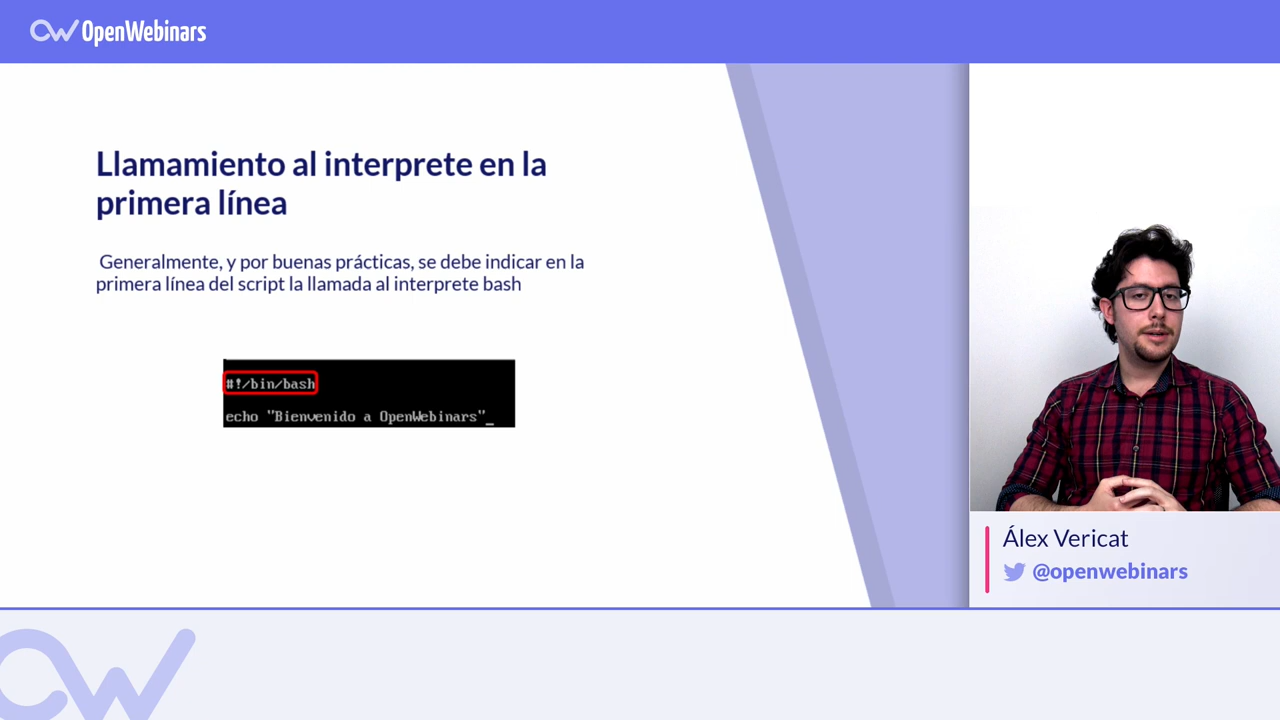 OpenWebinars
Llamamiento al interprete en la
primera línea
Generalmente, y por buenas prácticas, se debe indicar en la
primera línea del script la llamada al interprete bash
#!/bin/bash
echo "Bienvenido a OpenWebinars"_
Álex Vericat
@openwebinars